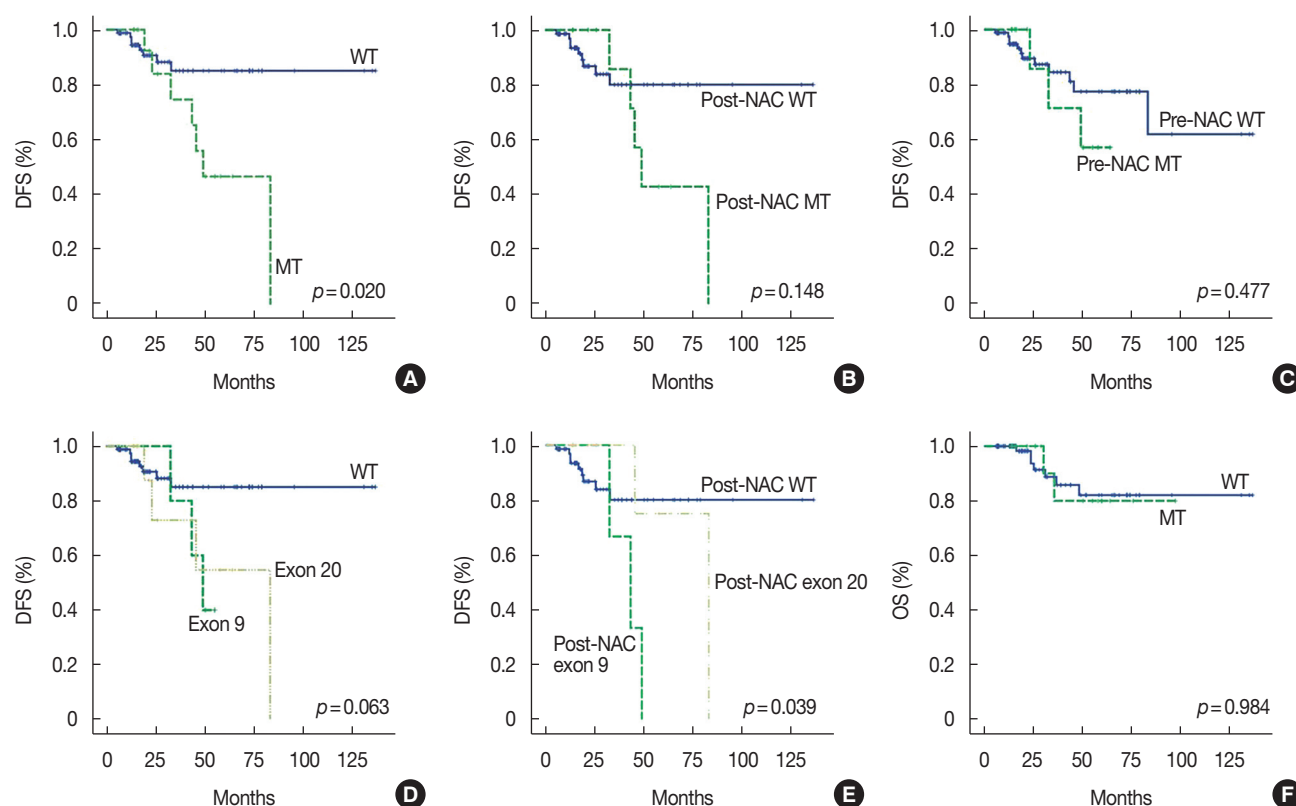 1.0
0.8
0.6
0.4
0.2
0
DFS (%)
WT
MT
p=0.020
0 25 50 75 100 125
Months
A
1.0
0.8
0.6
0.4
0.2
0
DFS (%)
Post-NAC WT
Post-NAC MT
p=0.148
0 25 50 75 100 125
Months
B
1.0
0.8
0.6
0.4
0.2
0
DFS (%)
Pre-NAC WT
Pre-NAC MT
p=0.477
0 25 50 75 100 125
Months
C
1.0
0.8
0.6
0.4
0.2
0
DFS (%)
WT
Exon 20
Exon 9
p=0.063
0 25 50 75 100 125
Months
D
1.0
0.8
0.6
0.4
0.2
0
DFS (%)
Post-NAC WT
Post-NAC exon 20
Post-NAC
exon 9
p=0.039
0 25 50 75 100 125
Months
E
1.0
0.8
0.6
0.4
0.2
0
OS (%)
WT
MT
p=0.984
0 25 50 75 100 125
Months
F